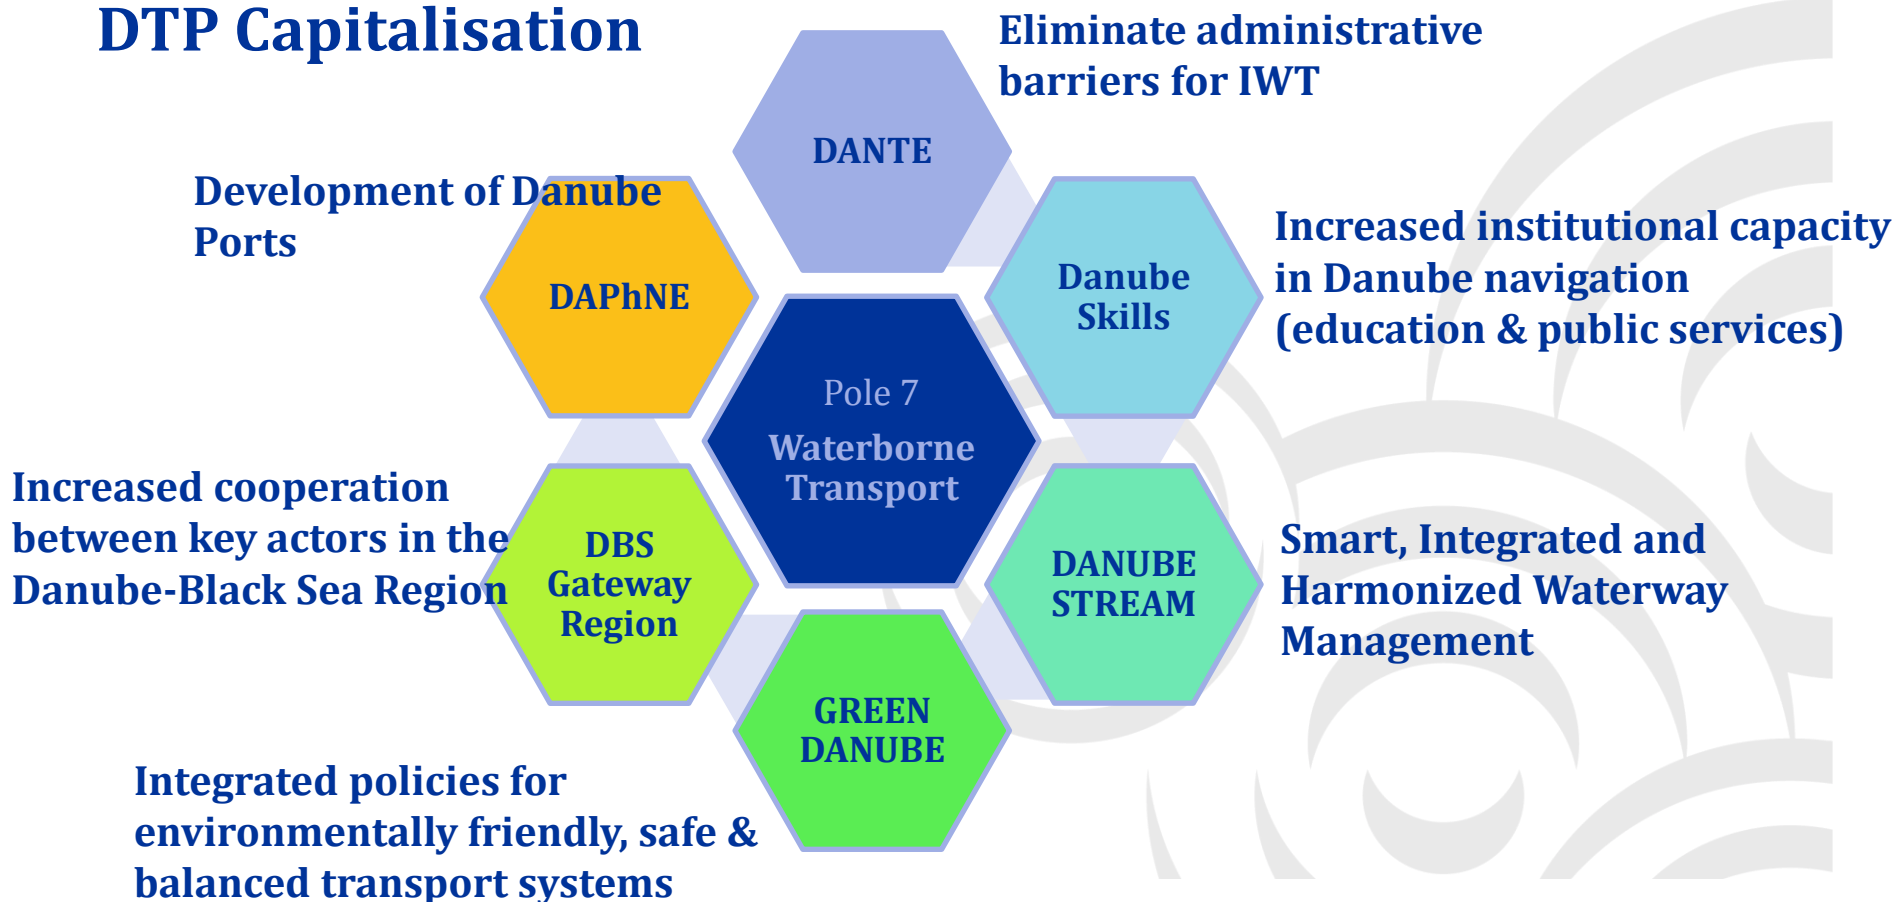 DTP Capitalisation
Eliminate administrative
barriers for IWT
DANTE
Development of Danube
Ports
DAPhNE
Danube
Skills
Increased institutional capacity
in Danube navigation
(education & public services)
Pole 7
Waterborne
Transport
Increased cooperation
between key actors in the
Danube-Black Sea Region
DBS
Gateway
Region
DANUBE
STREAM
Smart, Integrated and
Harmonized Waterway
Management
GREEN
DANUBE
Integrated policies for
environmentally friendly, safe &
balanced transport systems